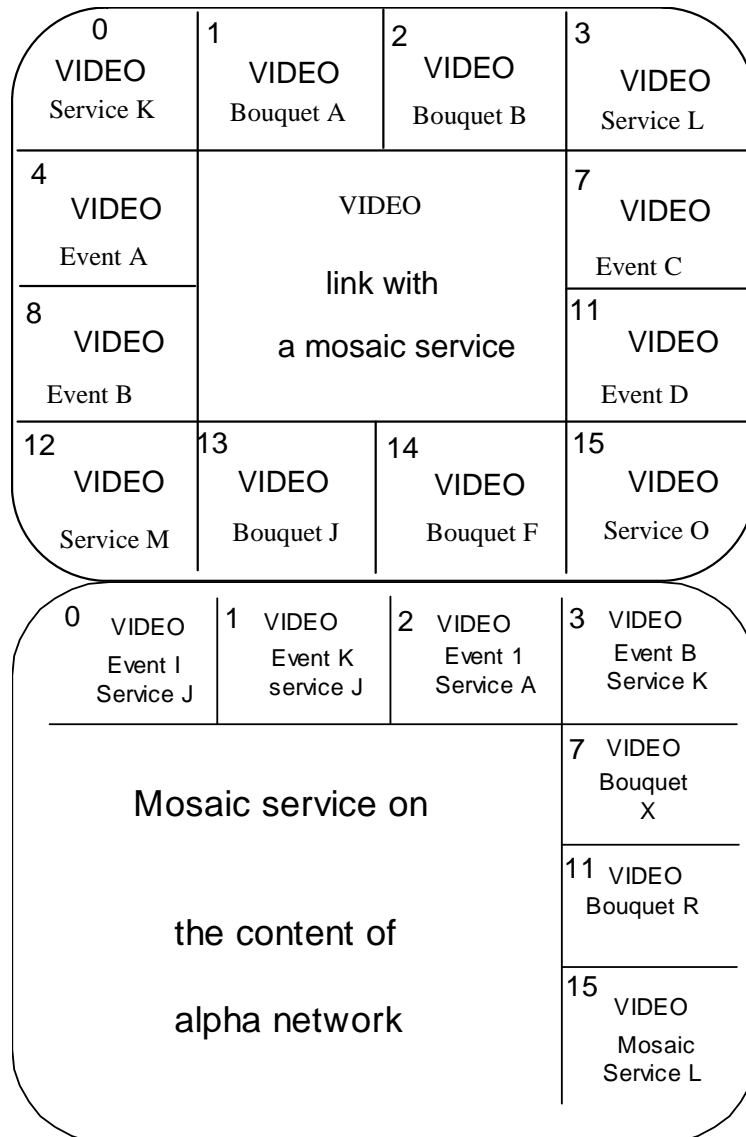 0
VIDEO
Service K
1
VIDEO
Bouquet A
2
VIDEO
Bouquet B
3
VIDEO
Service L
4
VIDEO
Event A
VIDEO
link with
a mosaic service
7
VIDEO
Event C
8
VIDEO
Event B
11
VIDEO
Event D
12
VIDEO
Service M
13
VIDEO
Bouquet J
14
VIDEO
Bouquet F
15
VIDEO
Service O
0
VIDEO
Event I
Service J
1
VIDEO
Event K
service J
2
VIDEO
Event 1
Service A
3
VIDEO
Event B
Service K
Mosaic service on
the content of
alpha network
7
VIDEO
Bouquet
X
11
VIDEO
Bouquet R
15
VIDEO
Mosaic
Service L